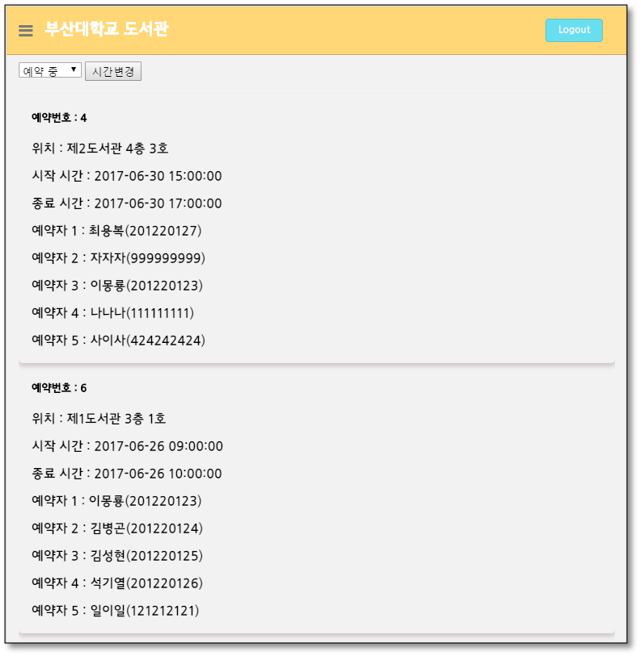 부산대학교 도서관
Logout
예약 중
시간변경
예약번호 : 4
위치 : 제2도서관 4층 3호
시작 시간 : 2017-06-30 15:00:00
종료 시간 : 2017-06-30 17:00:00
예약자 1 : 최용복(201220127)
예약자 2 : 자자자(999999999)
예약자 3 : 이몽룡(201220123)
예약자 4 : 나나나(111111111)
예약자 5 : 사이사(424242424)
예약번호 : 6
위치 : 제1도서관 3층 1호
시작 시간 : 2017-06-26 09:00:00
종료 시간 : 2017-06-26 10:00:00
예약자 1 : 이몽룡(201220123)
예약자 2 : 김병곤(201220124)
예약자 3 : 김성현(201220125)
예약자 4 : 석기열(201220126)
예약자 5 : 일이일(121212121)